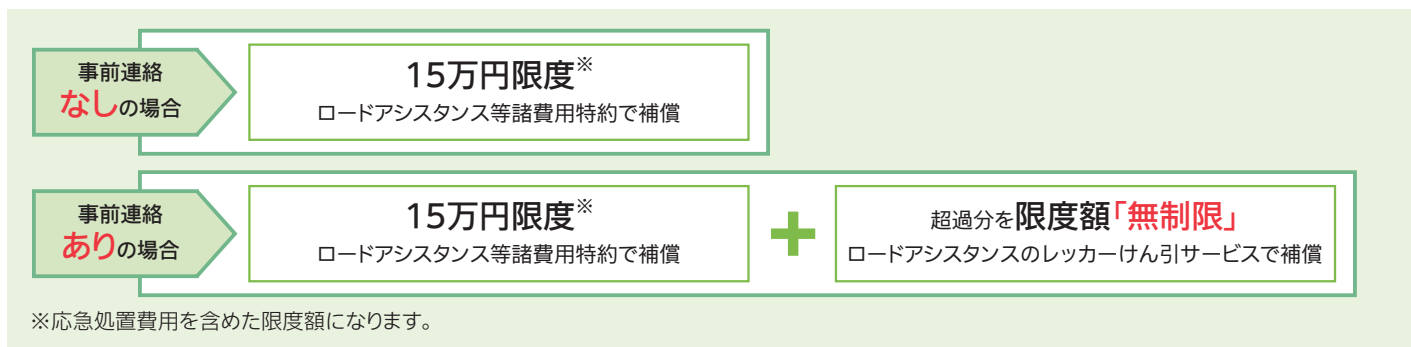 事前連絡
なしの場合
15万円限度※
ロードアシスタンス等諸費用特約で補償
事前連絡
ありの場合
15万円限度※
ロードアシスタンス等諸費用特約で補償
+
超過分を限度額「無制限」
ロードアシスタンスのレッカーけん引サービスで補償
※応急処置費用を含めた限度額になります。